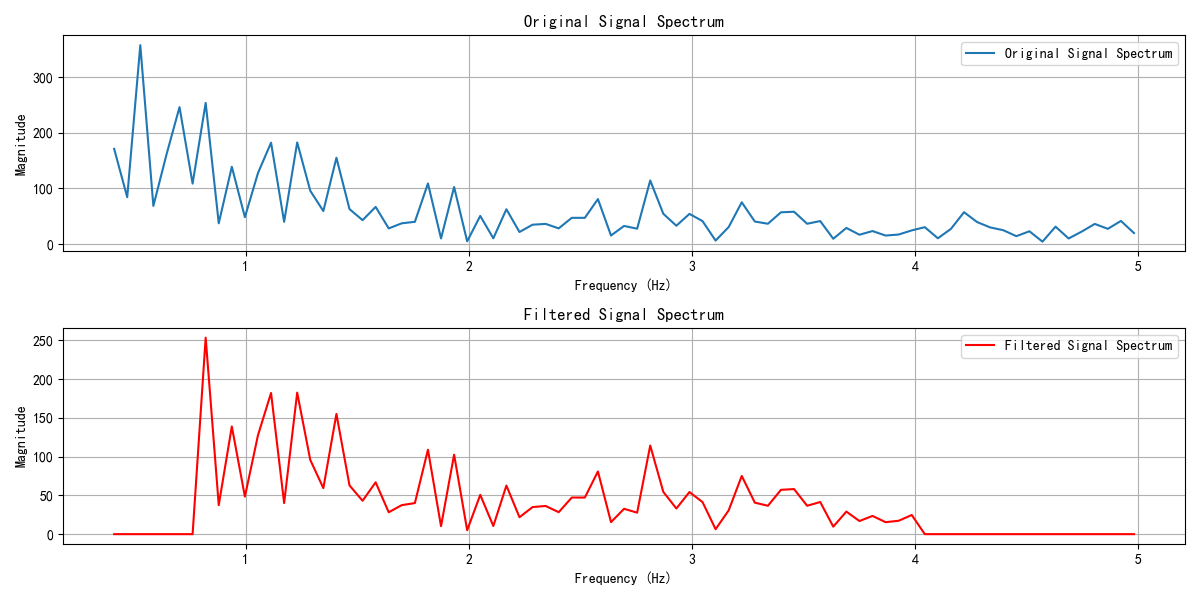 Original Signal Spectrum
Original Signal Spectrum
300
200
100
0
Magnitude
1 2 3 4 5
Frequency (Hz)
Filtered Signal Spectrum
Filtered Signal Spectrum
250
200
150
100
50
0
Magnitude
1 2 3 4 5
Frequency (Hz)